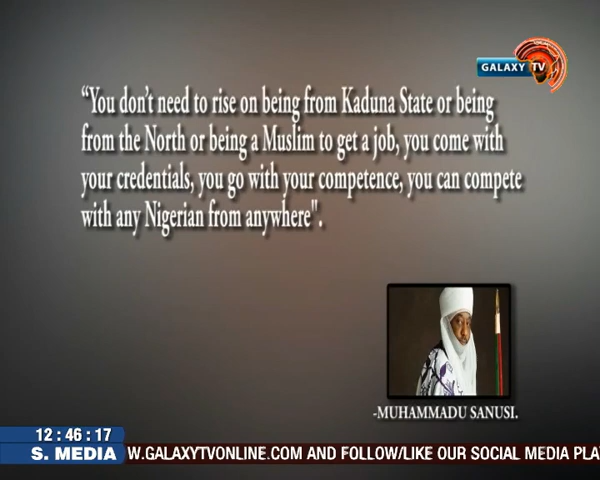 GALAXY TV
“You don't need to rise on being from Kaduna State or being
from the North or being a Muslim to get a job, you come with
your credentials, you go with your competence, you can compete
with any Nigerian from anywhere".
-MUHAMMADU SANUSI.
12:46:17
S. MEDIA
W.GALAXYTVONLINE.COM AND FOLLOW/LIKE OUR SOCIAL MEDIA PLA